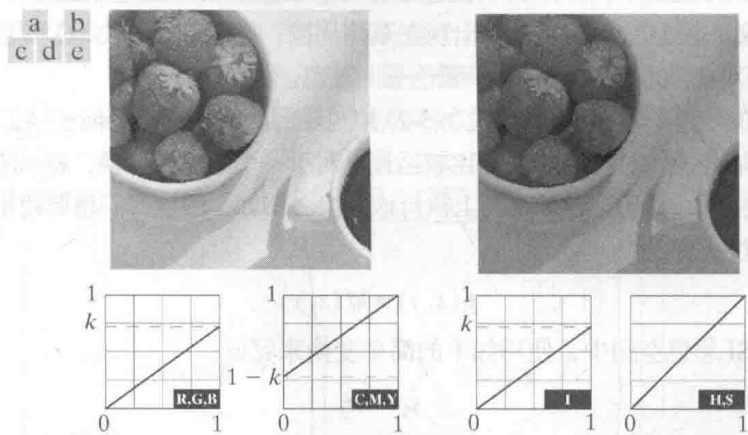 a b
c d e
1 1 1 1
k k
1 − k
R,G,B C,M,Y I H,S
0 1 0 1 0 1 0 1